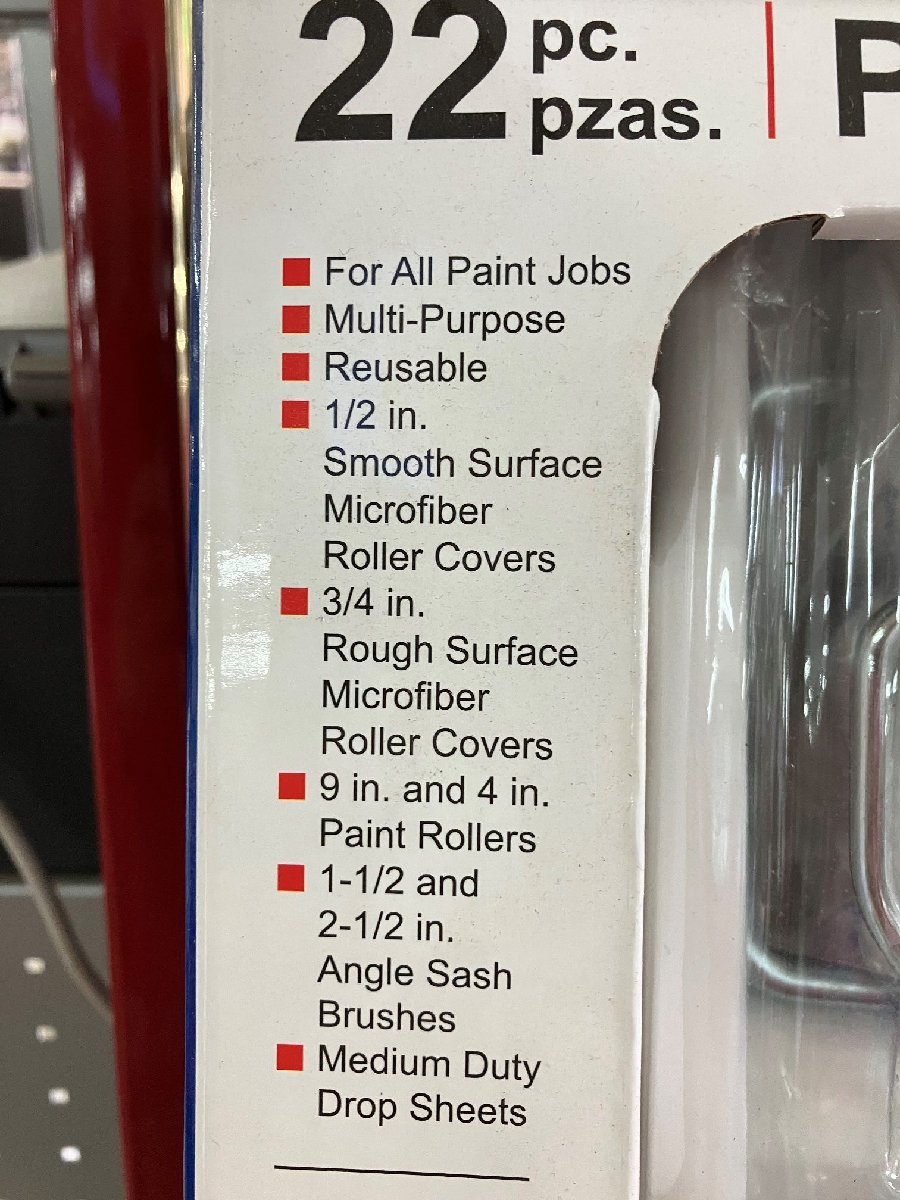 22 pc.
pzas.
For All Paint Jobs
Multi-Purpose
Reusable
1/2 in.
Smooth Surface
Microfiber
Roller Covers
3/4 in.
Rough Surface
Microfiber
Roller Covers
9 in. and 4 in.
Paint Rollers
1-1/2 and
2-1/2 in.
Angle Sash
Brushes
Medium Duty
Drop Sheets